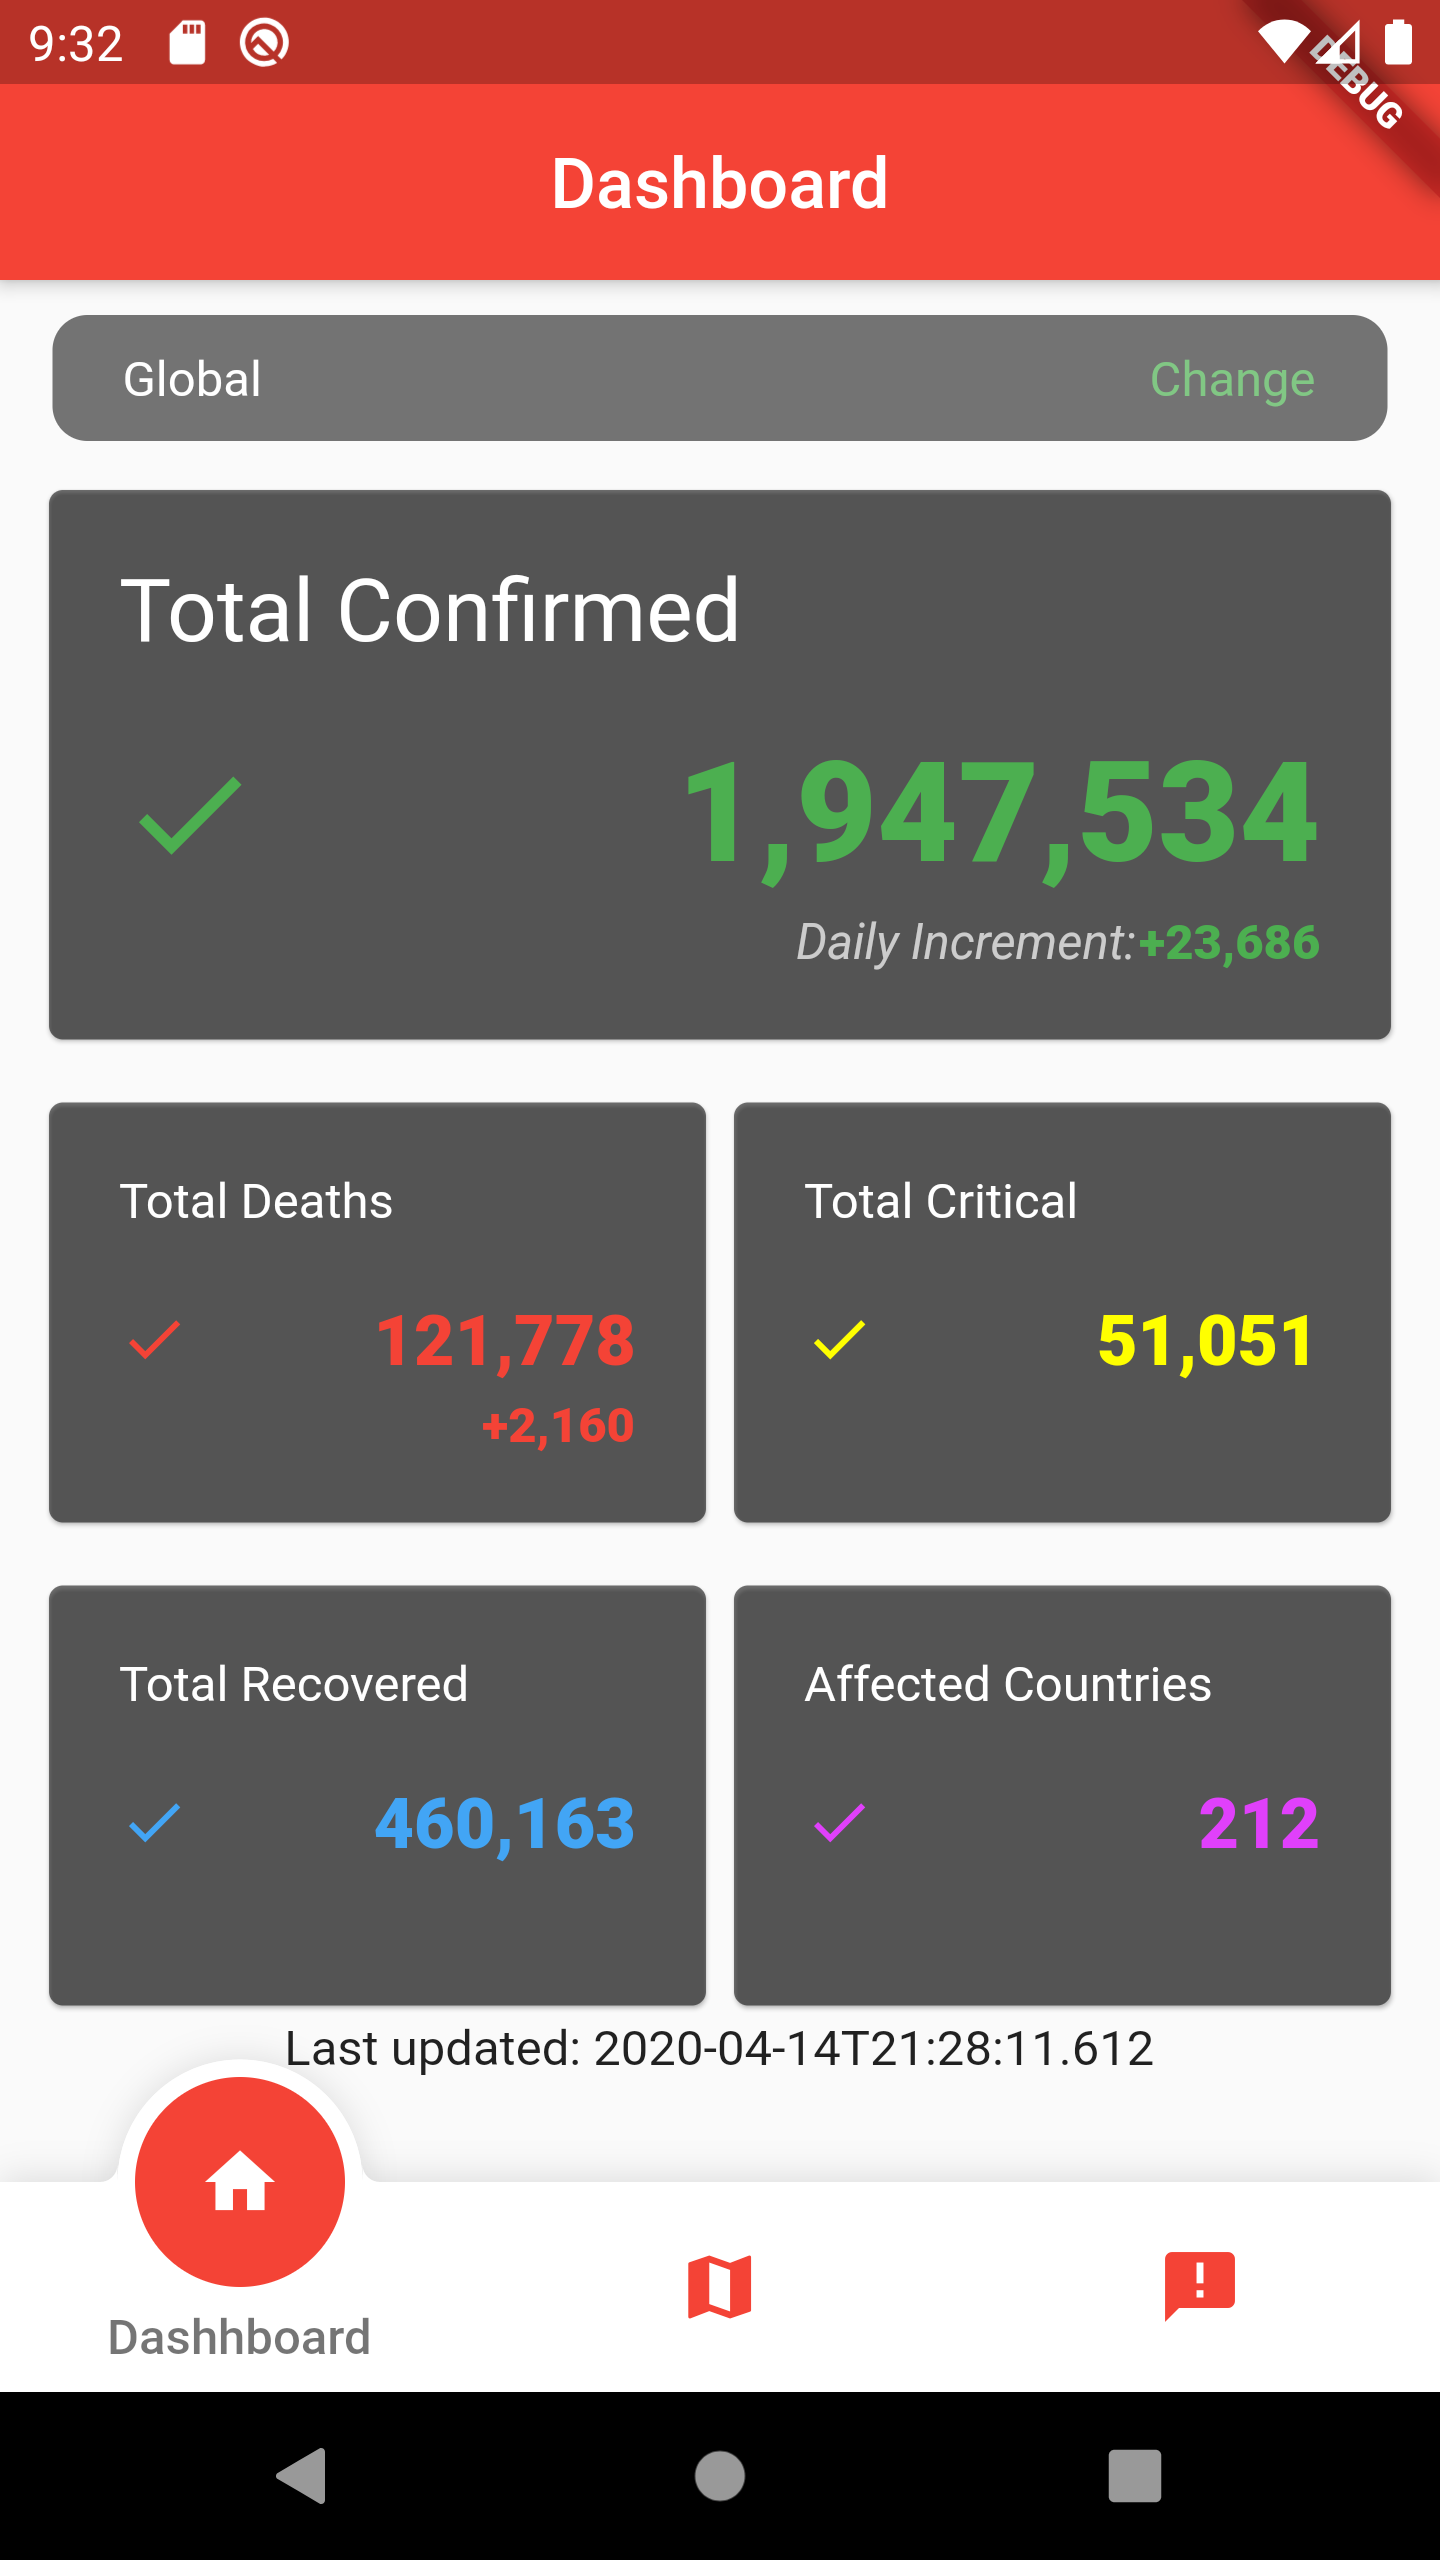 9:32
DEBUG
Dashboard
Global Change
Total Confirmed
1,947,534
Daily Increment:+23,686
Total Deaths
121,778
+2,160
Total Critical
51,051
Total Recovered
460,163
Affected Countries
212
Last updated: 2020-04-14T21:28:11.612
Dashhboard